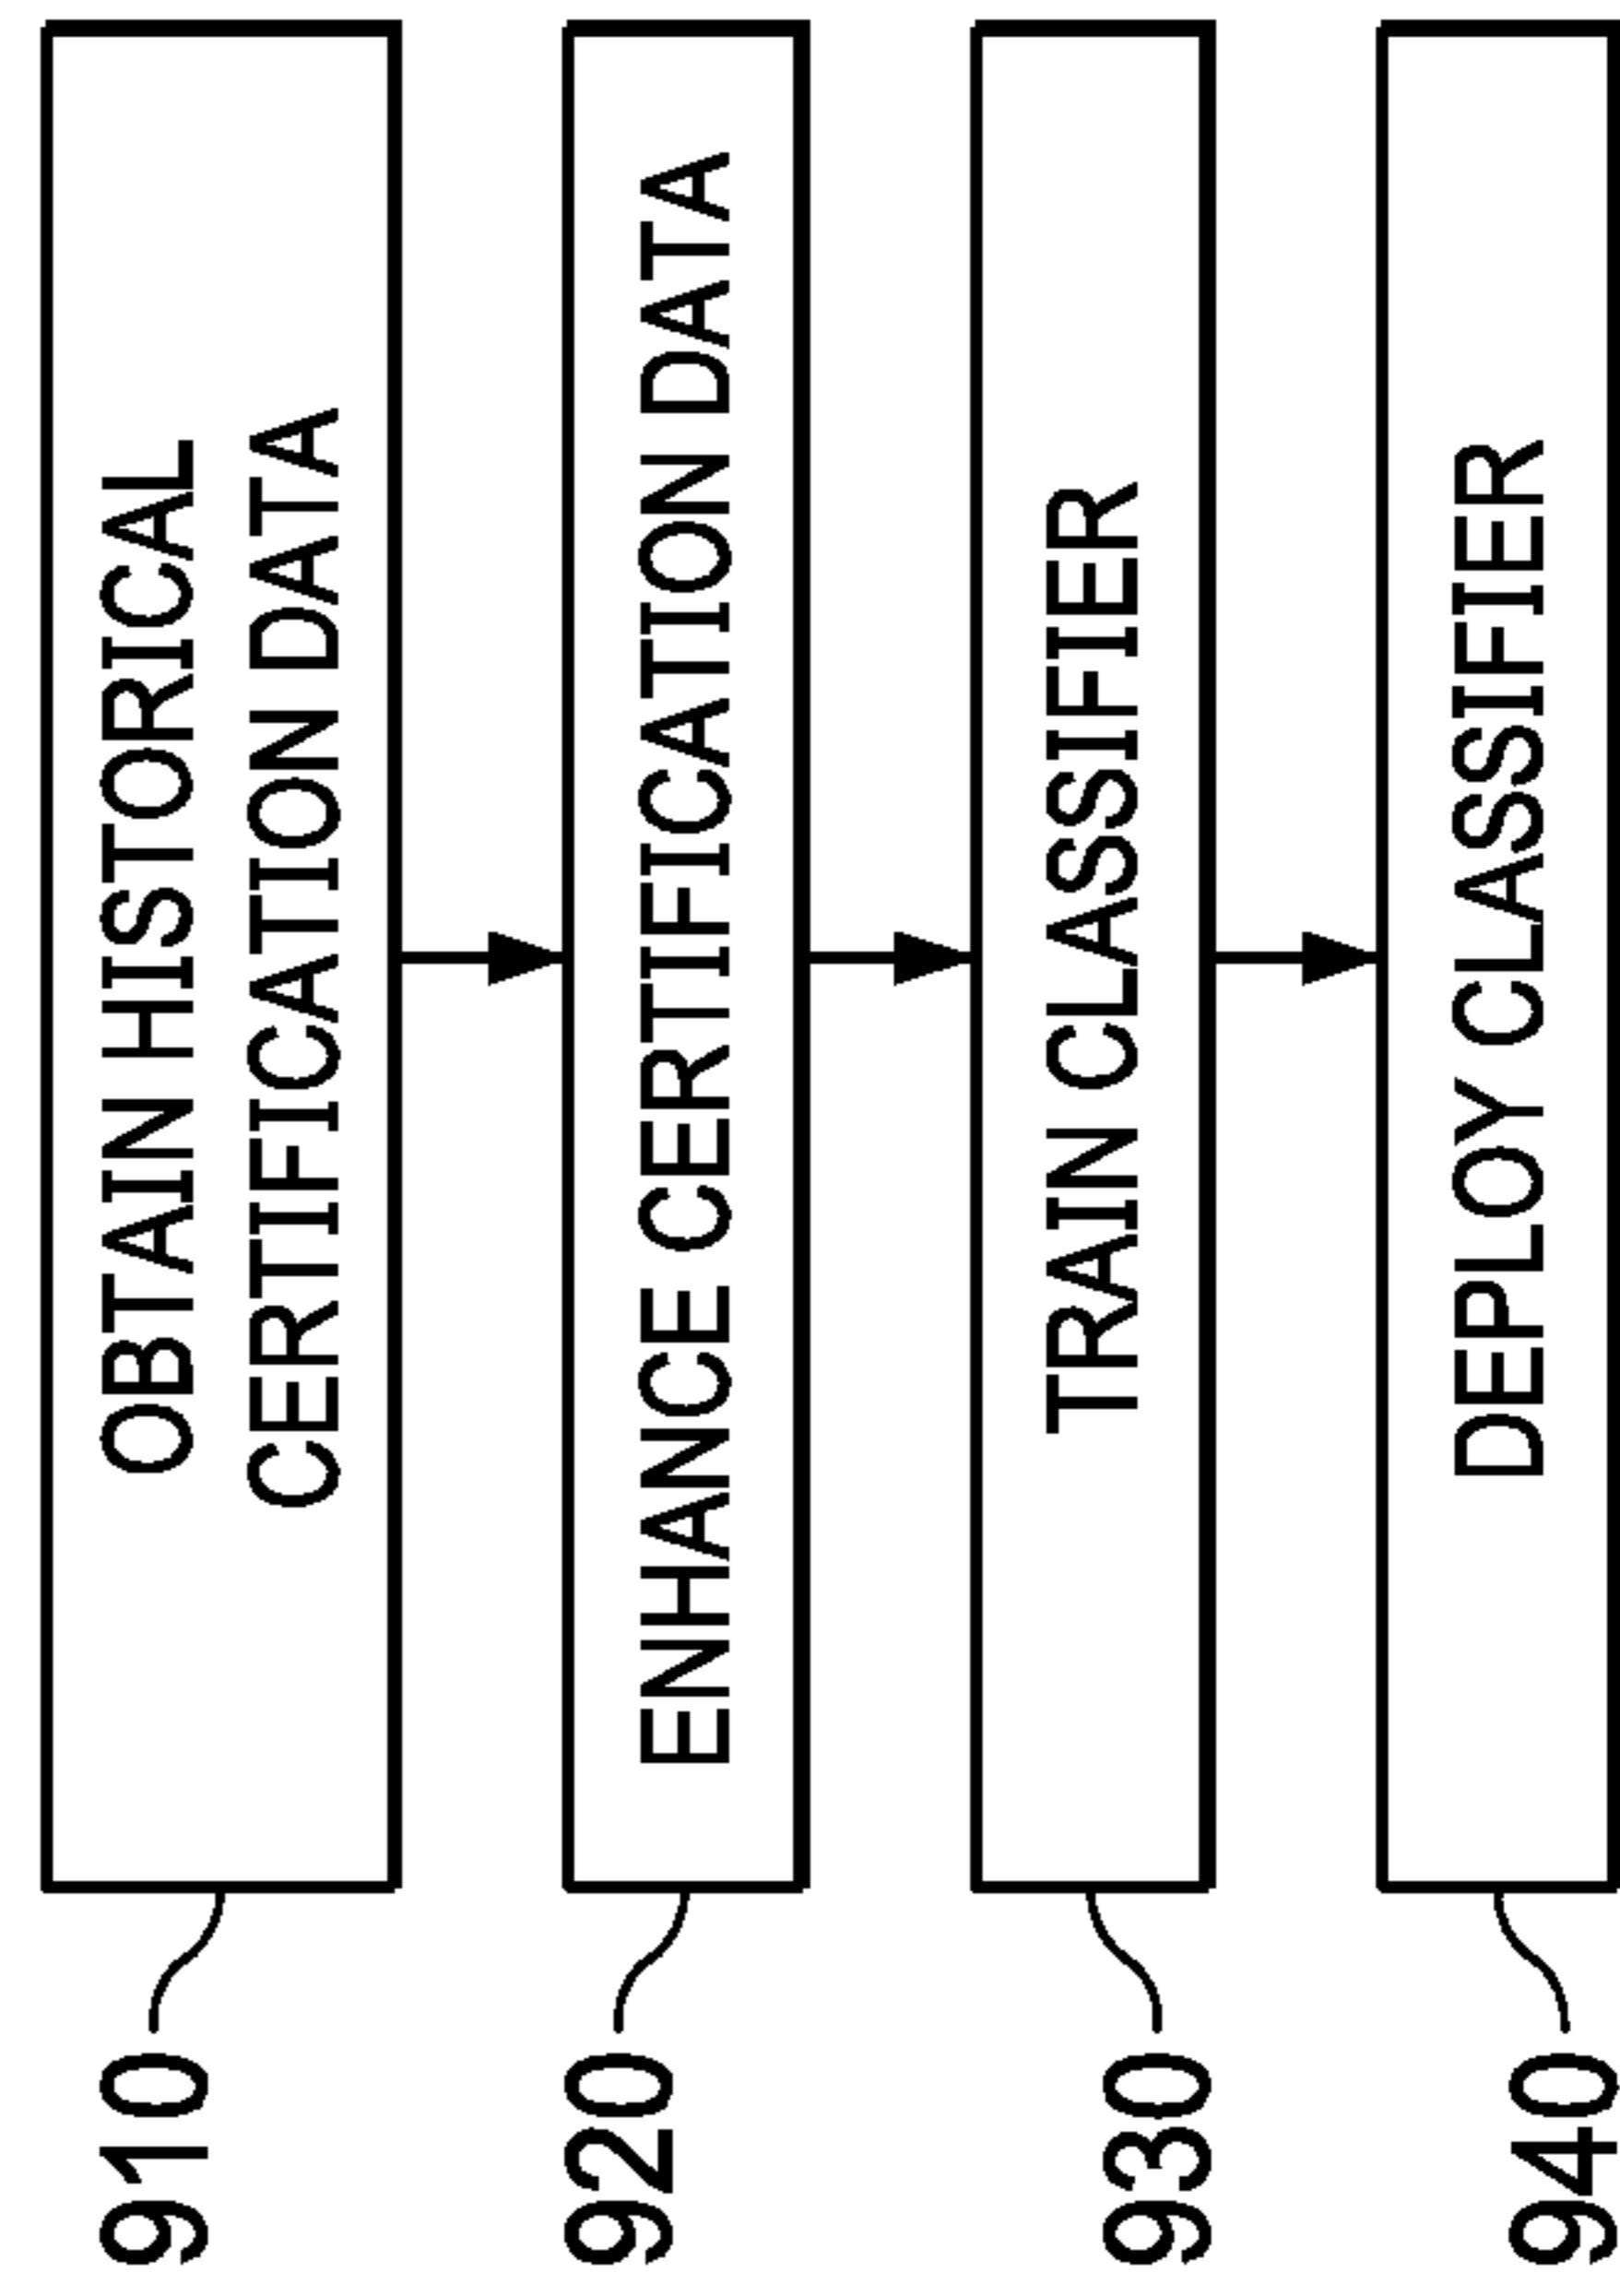 910
OBTAIN HISTORICAL
CERTIFICATION DATA
920
ENHANCE CERTIFICATION DATA
930
TRAIN CLASSIFIER
940
DEPLOY CLASSIFIER